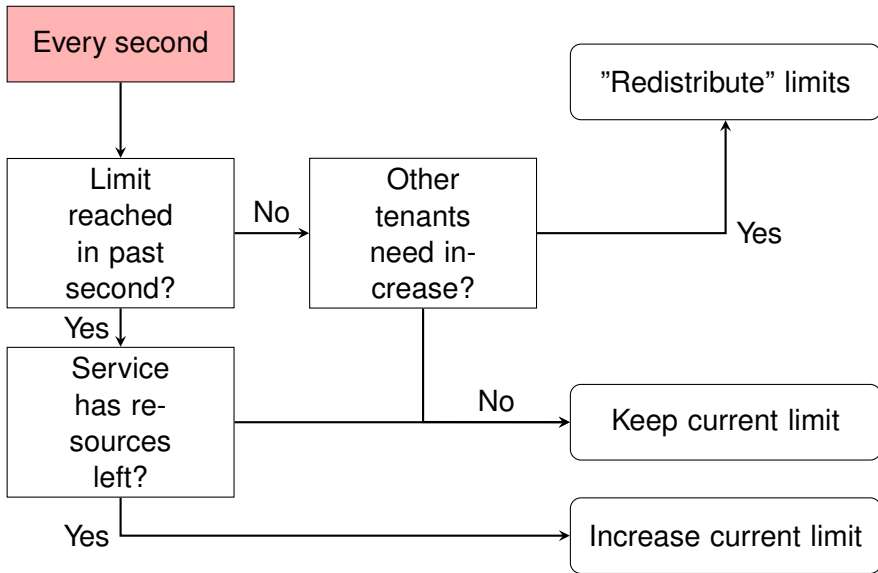 Every second
”Redistribute” limits
Limit
reached
in past
second?
No
Other
tenants
need in-
crease?
Yes
Yes
Service
has re-
sources
left?
No
Keep current limit
Yes
Increase current limit